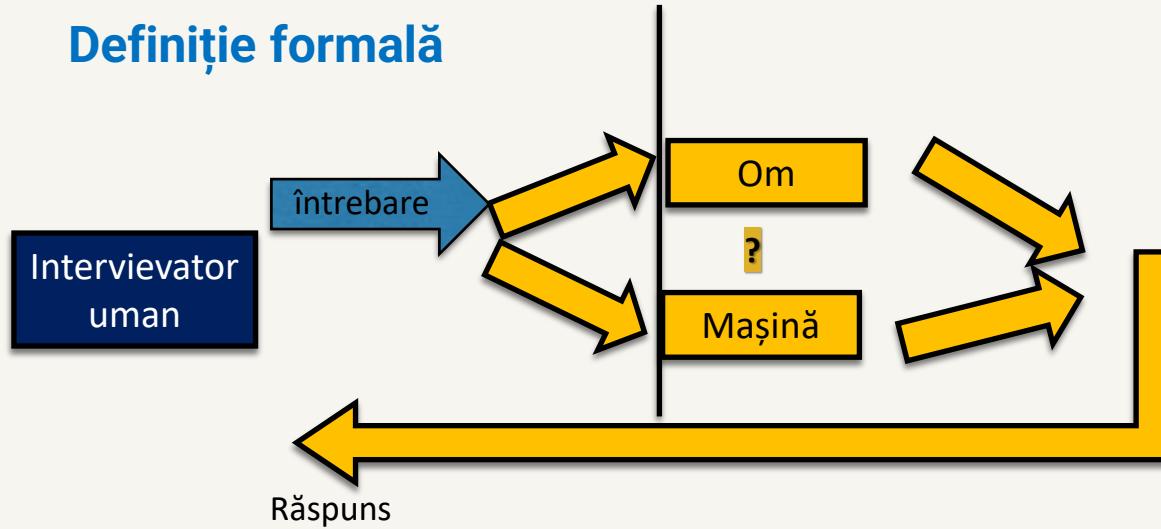 Definiție formală
întrebare
Om
?
Intervievator
uman
Mașină
Răspuns